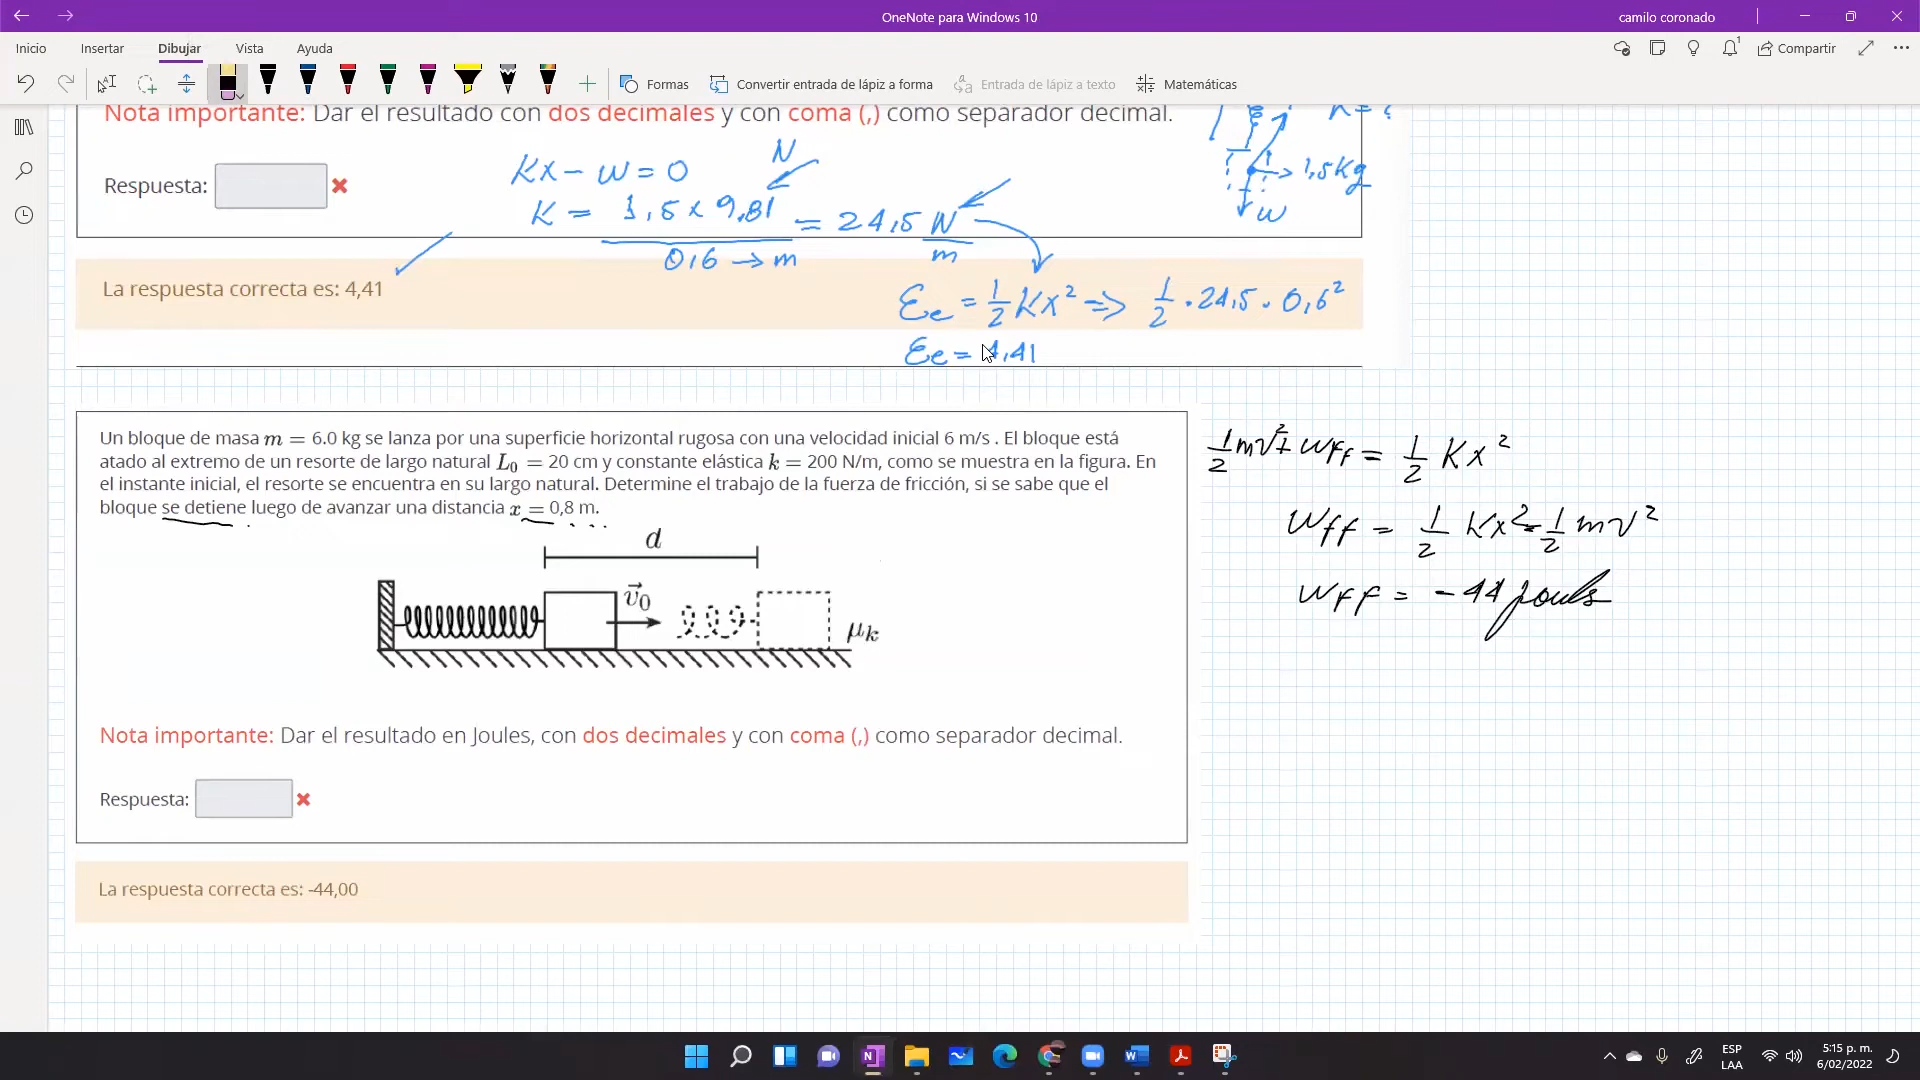 OneNote para Windows 10
camilo coronado
Inicio Insertar Dibujar Vista Ayuda
Compartir
Formas Convertir entrada de lápiz a forma Entrada de lápiz a texto Matemáticas
Nota importante: Dar el resultado con dos decimales y con coma (,) como separador decimal.
Respuesta:
Kx - w = 0
N
K = 1,5 x 9,81 / 0,6 → m = 24,5 N/m
1,5 Kg
w
La respuesta correcta es: 4,41
Ee = 1/2 Kx² => 1/2 · 24,5 · 0,6²
Ee = 4,41
Un bloque de masa m = 6.0 kg se lanza por una superficie horizontal rugosa con una velocidad inicial 6 m/s . El bloque está
atado al extremo de un resorte de largo natural L₀ = 20 cm y constante elástica k = 200 N/m, como se muestra en la figura. En
el instante inicial, el resorte se encuentra en su largo natural. Determine el trabajo de la fuerza de fricción, si se sabe que el
bloque se detiene luego de avanzar una distancia x = 0,8 m.
d
v⃗₀
μk
Nota importante: Dar el resultado en Joules, con dos decimales y con coma (,) como separador decimal.
Respuesta:
La respuesta correcta es: -44,00
1/2 mv² + wFf = 1/2 Kx²
Wff = 1/2 Kx² - 1/2 mv²
WFF = -44 jouls
ESP
LAA
5:15 p. m.
6/02/2022